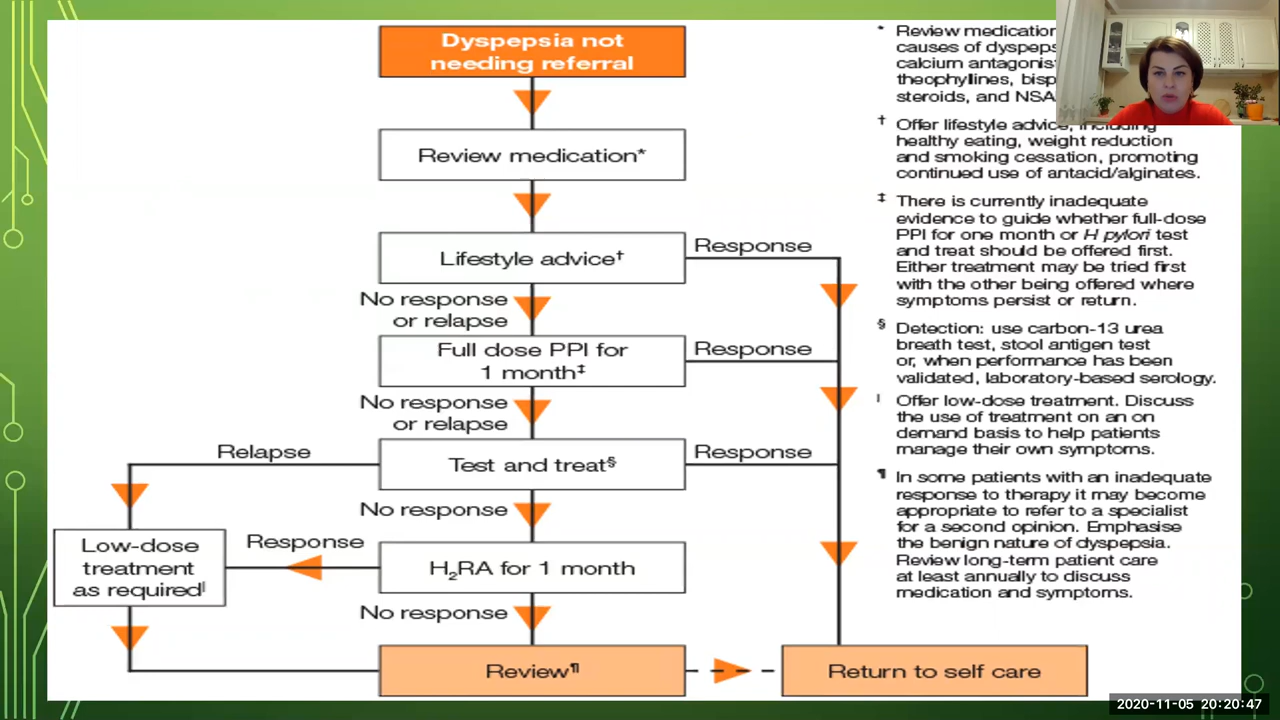 Dyspepsia not
needing referral
Review medication*
Lifestyle advice†
Response
No response
or relapse
Full dose PPI for
1 month‡
Response
No response
or relapse
Relapse
Test and treat§
Response
No response
Low-dose
treatment
as required|
Response
H₂RA for 1 month
No response
Review¶
Return to self care
* Review medication
causes of
calcium
theophyllines,
steroids, and
† Offer lifestyle advice, including
healthy eating, weight reduction
and smoking cessation, promoting
continued use of antacid/alginates.
‡ There is currently inadequate
evidence to guide whether full-dose
PPI for one month or H pylori test
and treat should be offered first.
Either treatment may be tried first
with the other being offered where
symptoms persist or return.
§ Detection: use carbon-13 urea
breath test, stool antigen test
or, when performance has been
validated, laboratory-based serology.
| Offer low-dose treatment. Discuss
the use of treatment on an on
demand basis to help patients
manage their own symptoms.
¶ In some patients with an inadequate
response to therapy it may become
appropriate to refer to a specialist
for a second opinion. Emphasise
the benign nature of dyspepsia.
Review long-term patient care
at least annually to discuss
medication and symptoms.
2020-11-05 20:20:47